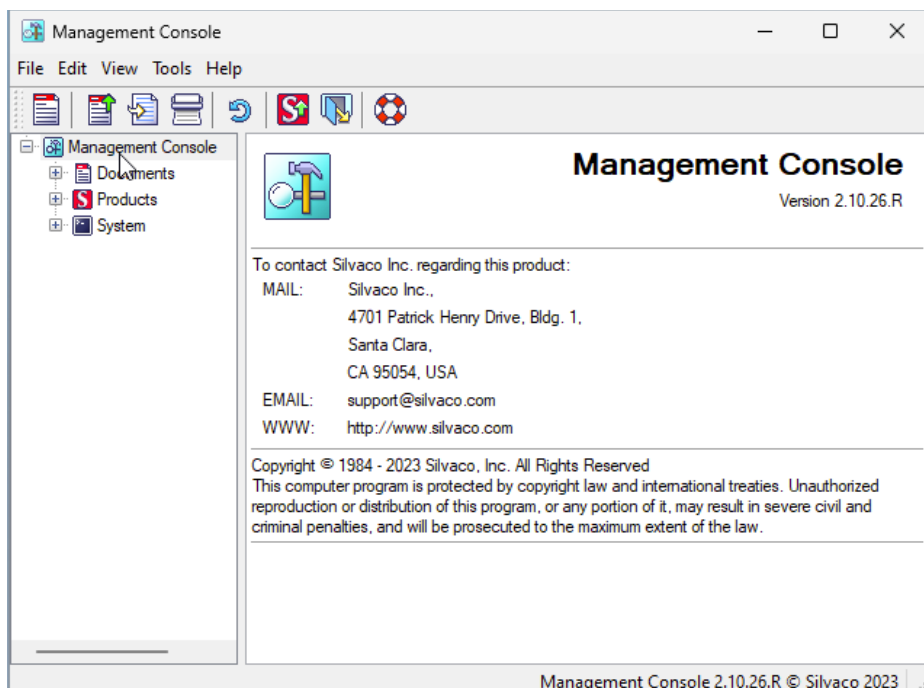 Management Console
File Edit View Tools Help
Management Console
Documents
Products
System
Management Console
Version 2.10.26.R
To contact Silvaco Inc. regarding this product:
MAIL: Silvaco Inc.,
4701 Patrick Henry Drive, Bldg. 1,
Santa Clara,
CA 95054, USA
EMAIL: support@silvaco.com
WWW: http://www.silvaco.com
Copyright © 1984 - 2023 Silvaco, Inc. All Rights Reserved
This computer program is protected by copyright law and international treaties. Unauthorized
reproduction or distribution of this program, or any portion of it, may result in severe civil and
criminal penalties, and will be prosecuted to the maximum extent of the law.
Management Console 2.10.26.R © Silvaco 2023